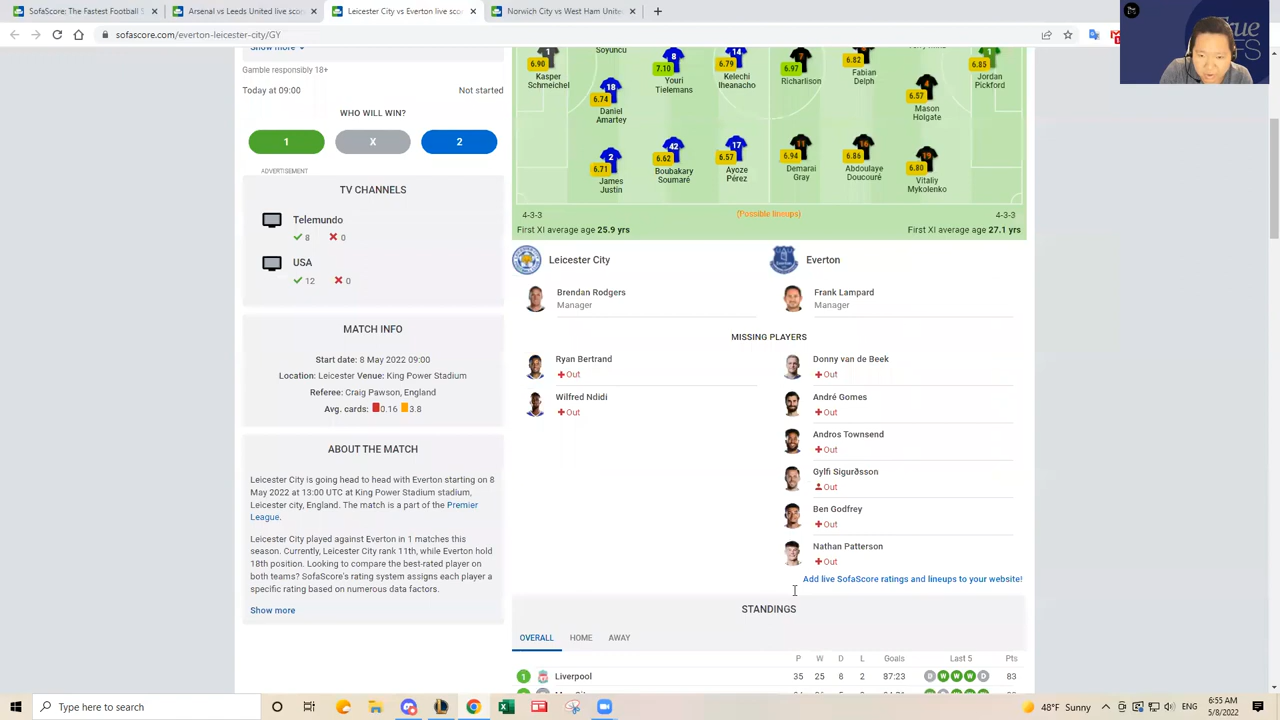 SofaScore: The Fastest Football S
Arsenal vs Leeds
Leicester City
sofascore.com/everton-leicester-city/GY
Show more
Gamble responsibly 18+
Today at 09:00 Not started
WHO WILL WIN?
1 X 2
ADVERTISEMENT
TV CHANNELS
Telemundo
8 0
USA
12 0
MATCH INFO
Start date: 8 May 2022 09:00
Location: Leicester Venue: King Power Stadium
Referee: Craig Pawson, England
Avg. cards: 0.16 3.8
ABOUT THE MATCH
Leicester City is going head to head with Everton starting on 8
May 2022 at 13:00 UTC at King Power Stadium stadium,
Leicester city, England. The match is a part of the Premier
League.
Leicester City played against Everton in 1 matches this
season. Currently, Leicester City rank 11th, while Everton hold
18th position. Looking to compare the best-rated player on
both teams? SofaScore's rating system assigns each player a
specific rating based on numerous data factors.
Show more
1
6.90
Kasper
Schmeichel
Soyuncu
18
6.74
Daniel
Amartey
2
6.71
James
Justin
8
7.10
Youri
Tielemans
42
6.62
Boubakary
Soumaré
14
6.79
Kelechi
Iheanacho
17
6.57
Ayoze
Pérez
7
6.97
Richarlison
11
6.94
Demarai
Gray
6.82
Fabian
Delph
16
6.86
Abdoulaye
Doucouré
4
6.57
Mason
Holgate
19
6.80
Vitaliy
Mykolenko
1
6.85
Jordan
Pickford
4-3-3 (Possible lineups) 4-3-3
First XI average age 25.9 yrs First XI average age 27.1 yrs
Leicester City Everton
Brendan Rodgers
Manager
Frank Lampard
Manager
MISSING PLAYERS
Ryan Bertrand
Out
Wilfred Ndidi
Out
Donny van de Beek
Out
André Gomes
Out
Andros Townsend
Out
Gylfi Sigurðsson
Out
Ben Godfrey
Out
Nathan Patterson
Out
Add live SofaScore ratings and lineups to your website!
STANDINGS
OVERALL HOME AWAY
P W D L Goals Last 5 Pts
1 Liverpool 35 25 8 2 87:23 D W W W D 83
Type here to search
48°F Sunny
ENG
6:55 AM
5/8/2022